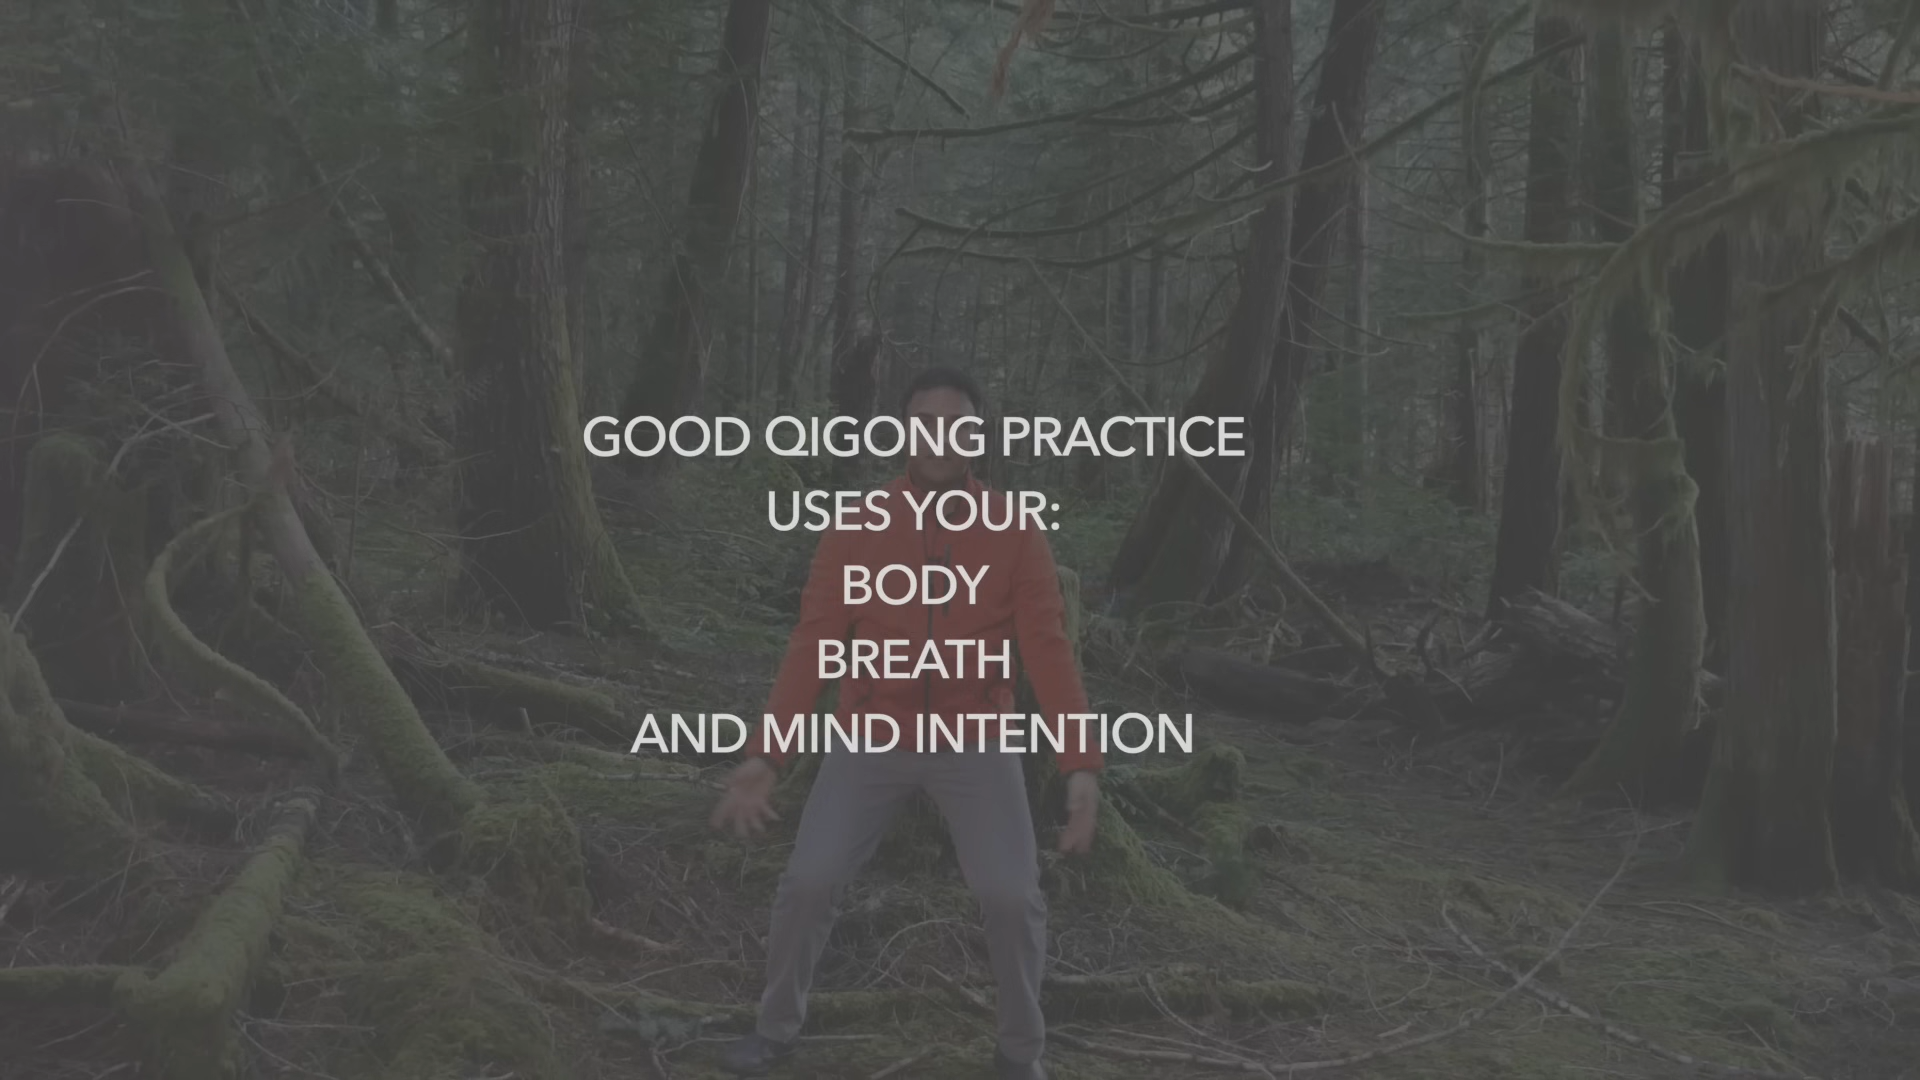 GOOD QIGONG PRACTICE
USES YOUR:
BODY
BREATH
AND MIND INTENTION